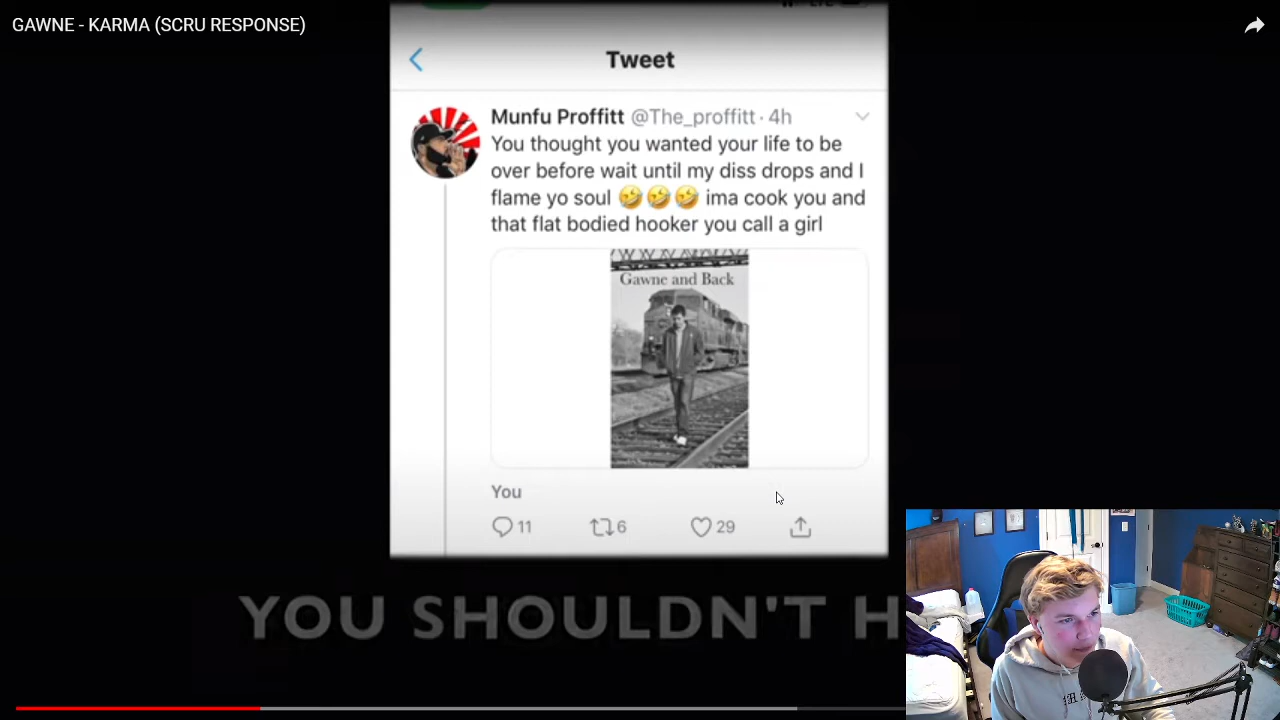 GAWNE - KARMA (SCRU RESPONSE)
Tweet
Munfu Proffitt @The_proffitt · 4h
You thought you wanted your life to be
over before wait until my diss drops and I
flame yo soul 🤣🤣🤣 ima cook you and
that flat bodied hooker you call a girl
Gawne and Back
You
11 6 29
YOU SHOULDN'T H